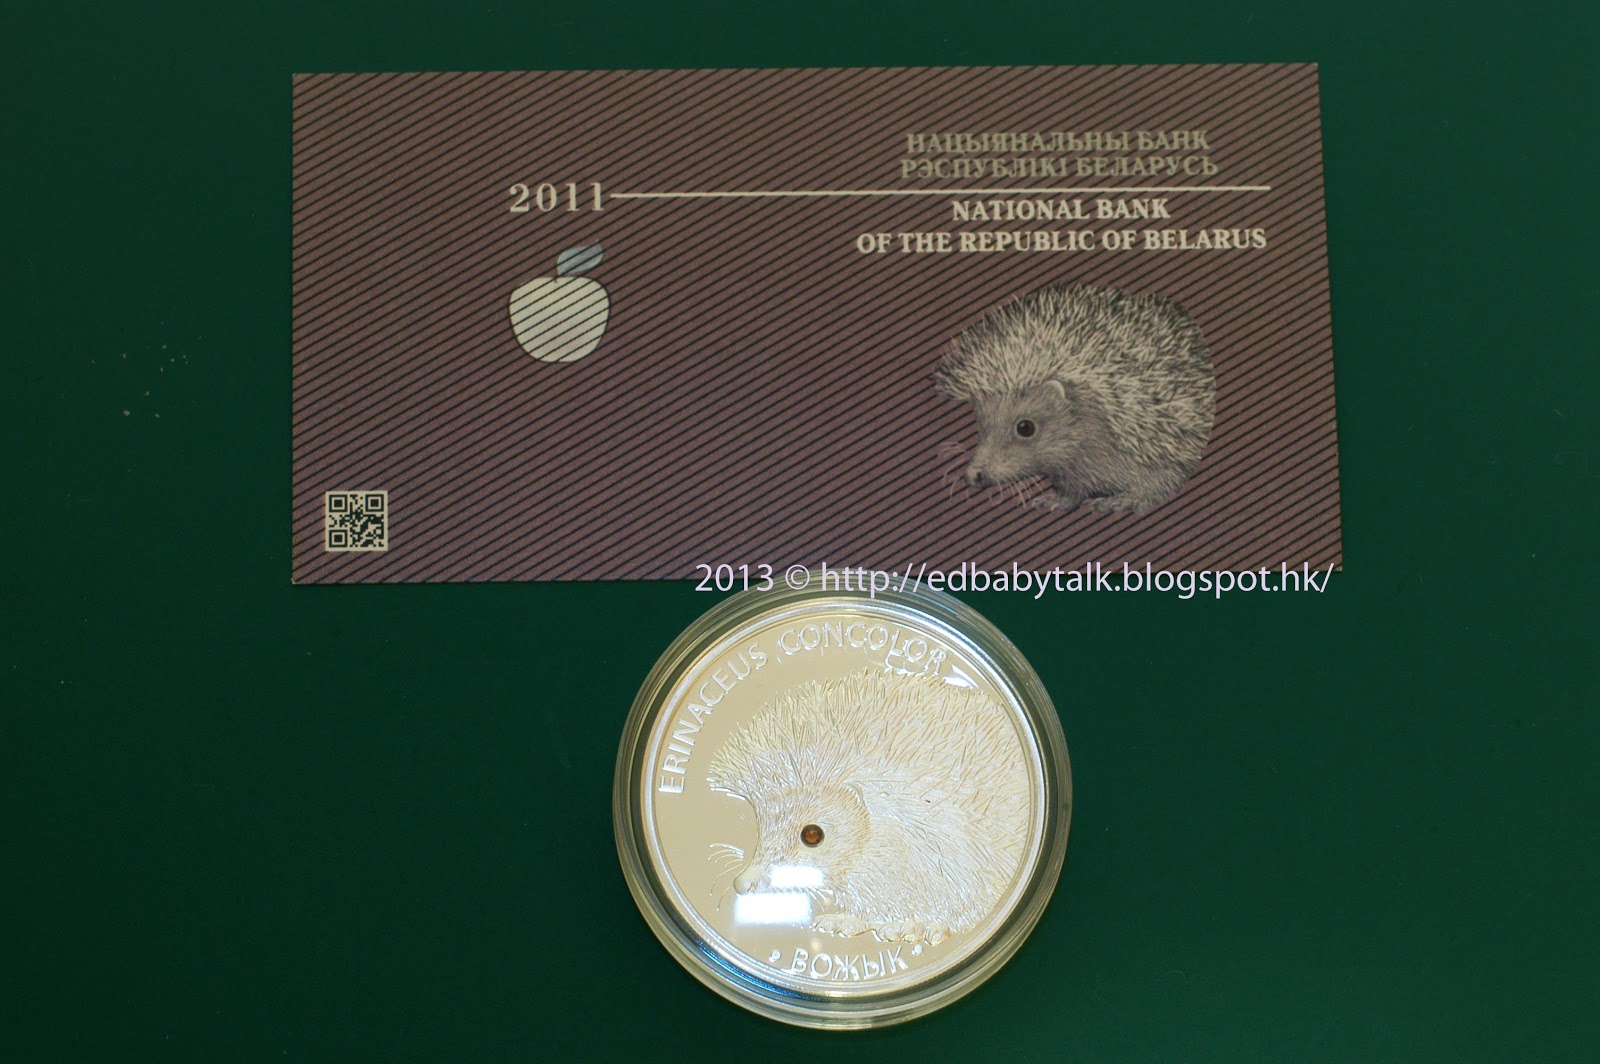 НАЦЫЯНАЛЬНЫ БАНК
РЭСПУБЛІКІ БЕЛАРУСЬ
2011
NATIONAL BANK
OF THE REPUBLIC OF BELARUS
2013 © http://edbabytalk.blogspot.hk/
ERINACEUS CONCOLOR
• ВОЖЫК •